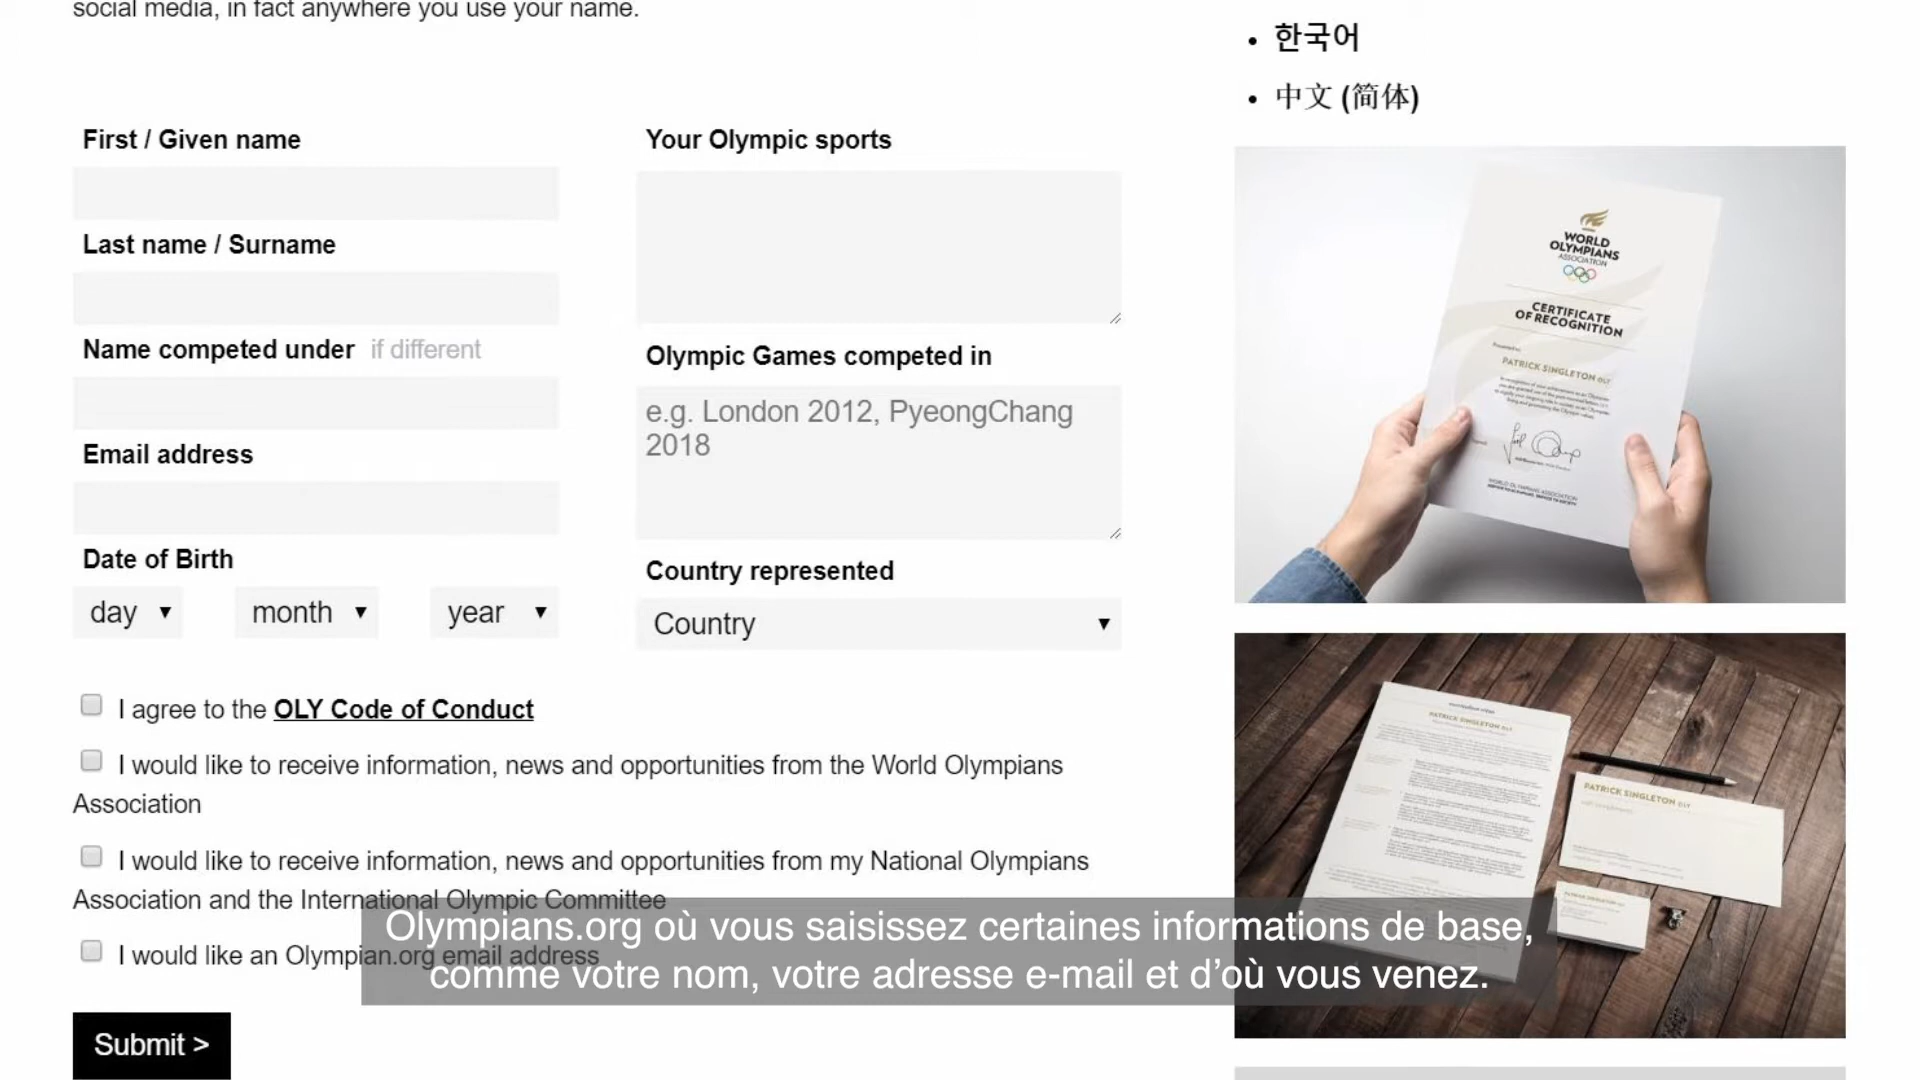 social media, in fact anywhere you use your name.
First / Given name
Last name / Surname
Name competed under if different
Email address
Date of Birth
day ▼ month ▼ year ▼
Your Olympic sports
Olympic Games competed in
e.g. London 2012, PyeongChang
2018
Country represented
Country ▼
I agree to the OLY Code of Conduct
I would like to receive information, news and opportunities from the World Olympians
Association
I would like to receive information, news and opportunities from my National Olympians
Association and the International Olympic Committee
I would like an Olympian.org email address
Submit >
• 한국어
• 中文 (简体)
WORLD
OLYMPIANS
ASSOCIATION
CERTIFICATE
OF RECOGNITION
PATRICK SINGLETON OLY
PATRICK SINGLETON OLY
PATRICK SINGLETON OLY
Olympians.org où vous saisissez certaines informations de base,
comme votre nom, votre adresse e-mail et d’où vous venez.